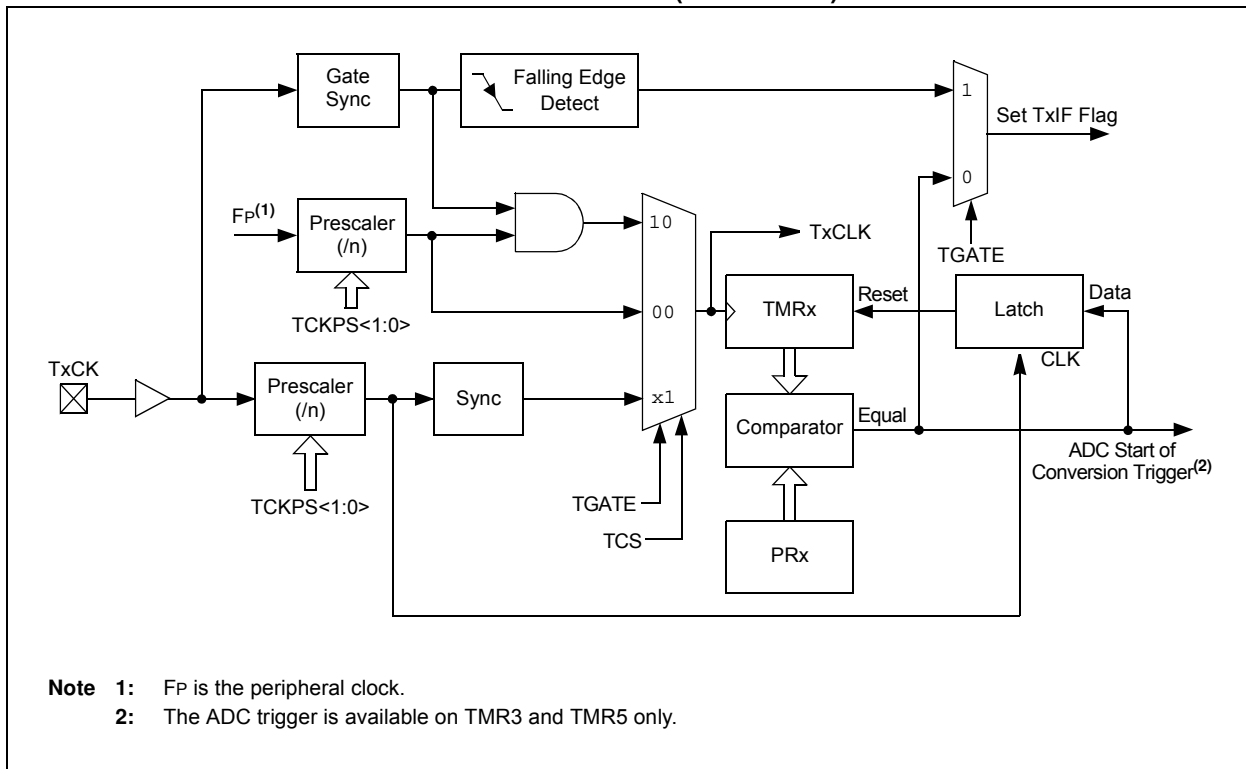 Gate
Sync
Falling Edge
Detect
1
Set TxIF Flag
0
TGATE
FP(1)
Prescaler
(/n)
TCKPS<1:0>
10
00
x1
TxCLK
TMRx
Reset
Latch
Data
CLK
TxCK
Prescaler
(/n)
Sync
TCKPS<1:0>
TGATE
TCS
Comparator
Equal
ADC Start of
Conversion Trigger(2)
PRx
Note 1: FP is the peripheral clock.
2: The ADC trigger is available on TMR3 and TMR5 only.